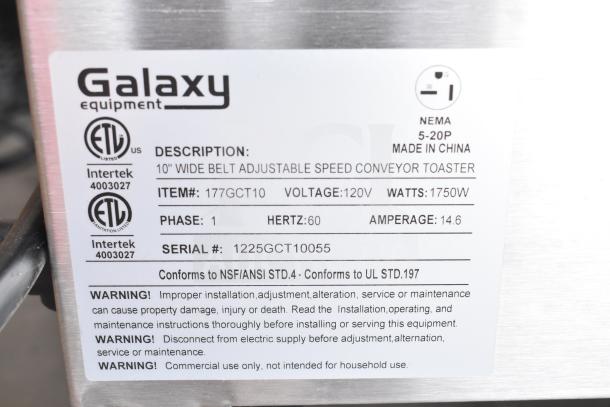 Galaxy
equipment
NEMA
5-20P
MADE IN CHINA
ETL
LISTED
US
Intertek
4003027
DESCRIPTION:
10" WIDE BELT ADJUSTABLE SPEED CONVEYOR TOASTER
ITEM#: 177GCT10 VOLTAGE:120V WATTS:1750W
ETL
Intertek
4003027
PHASE: 1 HERTZ:60 AMPERAGE: 14.6
SERIAL #: 1225GCT10055
Conforms to NSF/ANSI STD.4 - Conforms to UL STD.197
WARNING! Improper installation,adjustment,alteration, service or maintenance
can cause property damage, injury or death. Read the Installation,operating, and
maintenance instructions thoroughly before installing or serving this equipment.
WARNING! Disconnect from electric supply before adjustment,alternation,
service or maintenance.
WARNING! Commercial use only, not intended for household use.